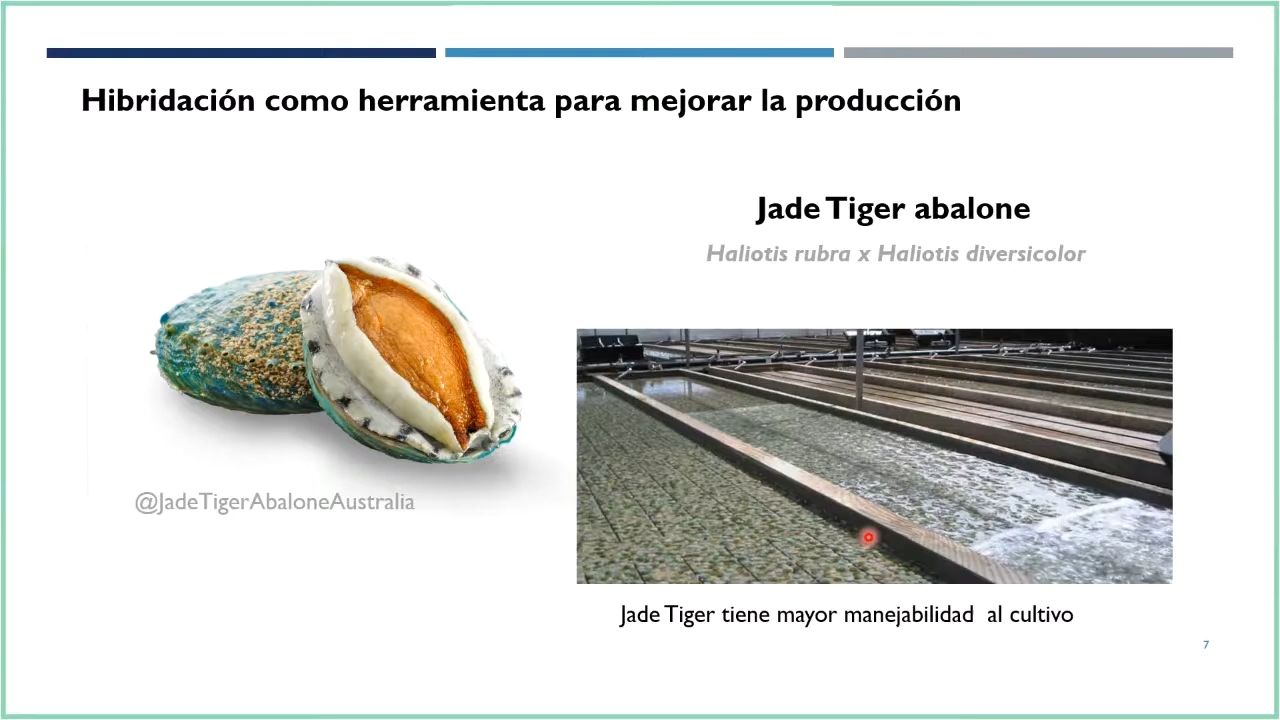 Hibridación como herramienta para mejorar la producción
Jade Tiger abalone
Haliotis rubra x Haliotis diversicolor
@JadeTigerAbaloneAustralia
Jade Tiger tiene mayor manejabilidad  al cultivo
7